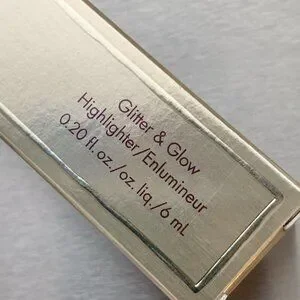 Glitter & Glow
Highlighter/Enlumineur
0.20 fl.oz./oz. liq./6 mL